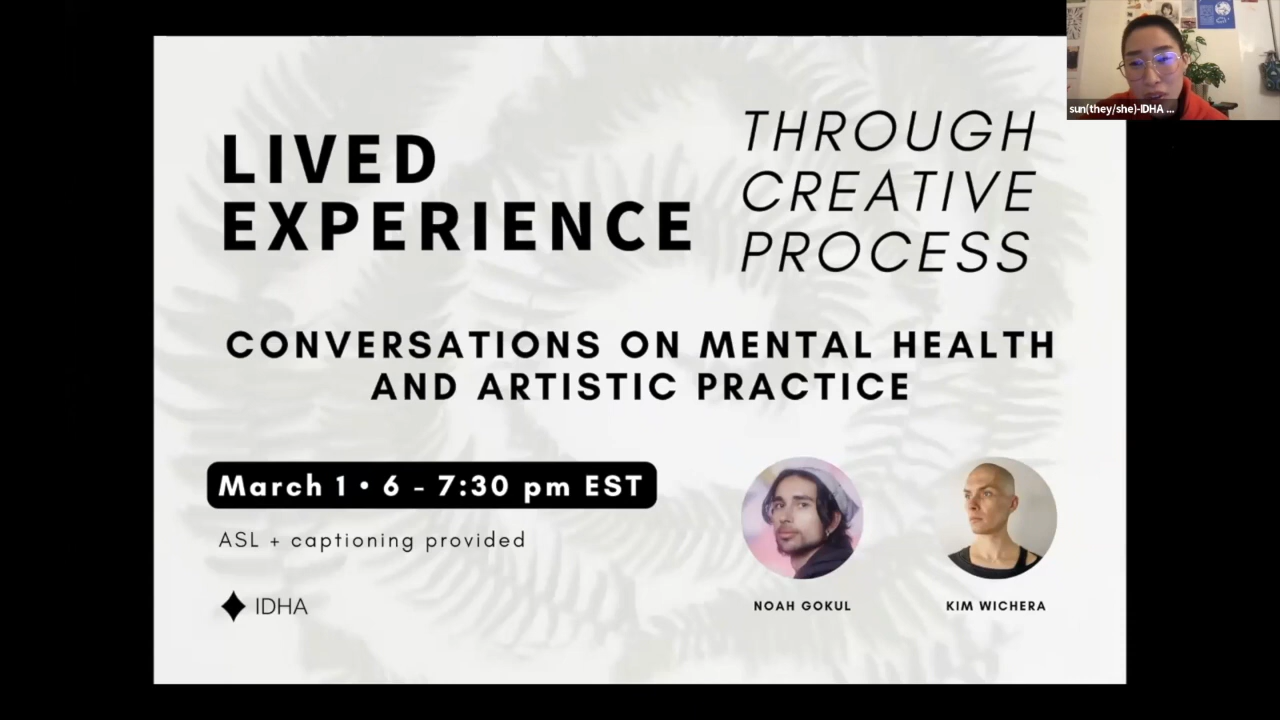 LIVED
EXPERIENCE
THROUGH
CREATIVE
PROCESS
CONVERSATIONS ON MENTAL HEALTH
AND ARTISTIC PRACTICE
March 1 • 6 - 7:30 pm EST
ASL + captioning provided
IDHA
NOAH GOKUL
KIM WICHERA
sun(they/she)-IDHA ...